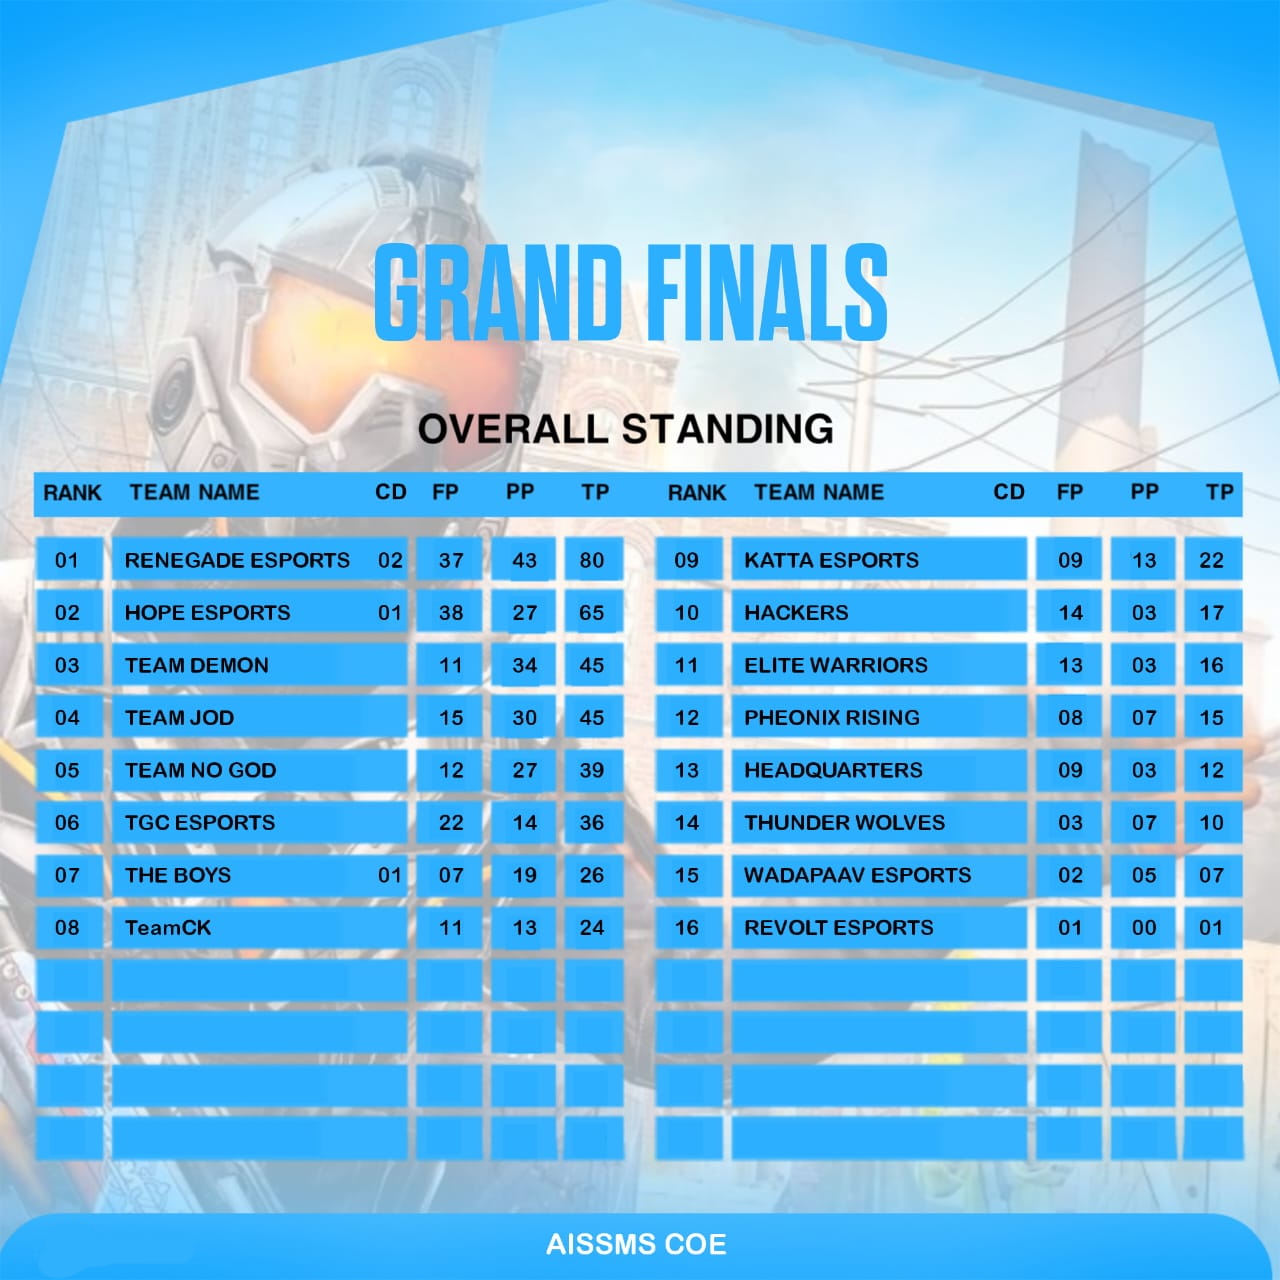 GRAND FINALS
OVERALL STANDING
RANK TEAM NAME CD FP PP TP RANK TEAM NAME CD FP PP TP
01 RENEGADE ESPORTS 02 37 43 80 09 KATTA ESPORTS 09 13 22
02 HOPE ESPORTS 01 38 27 65 10 HACKERS 14 03 17
03 TEAM DEMON 11 34 45 11 ELITE WARRIORS 13 03 16
04 TEAM JOD 15 30 45 12 PHEONIX RISING 08 07 15
05 TEAM NO GOD 12 27 39 13 HEADQUARTERS 09 03 12
06 TGC ESPORTS 22 14 36 14 THUNDER WOLVES 03 07 10
07 THE BOYS 01 07 19 26 15 WADAPAAV ESPORTS 02 05 07
08 TeamCK 11 13 24 16 REVOLT ESPORTS 01 00 01
AISSMS COE